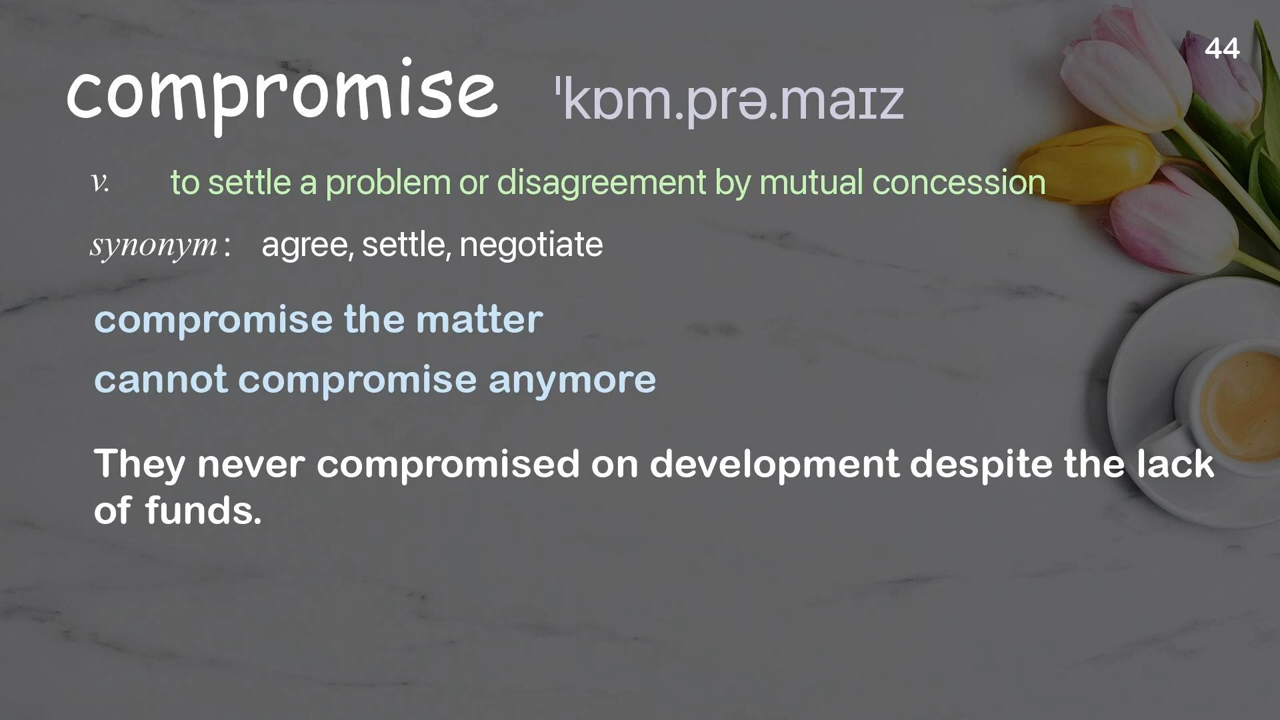 44
compromise ˈkɒm.prə.maɪz
v. to settle a problem or disagreement by mutual concession
synonym: agree, settle, negotiate
compromise the matter
cannot compromise anymore
They never compromised on development despite the lack
of funds.